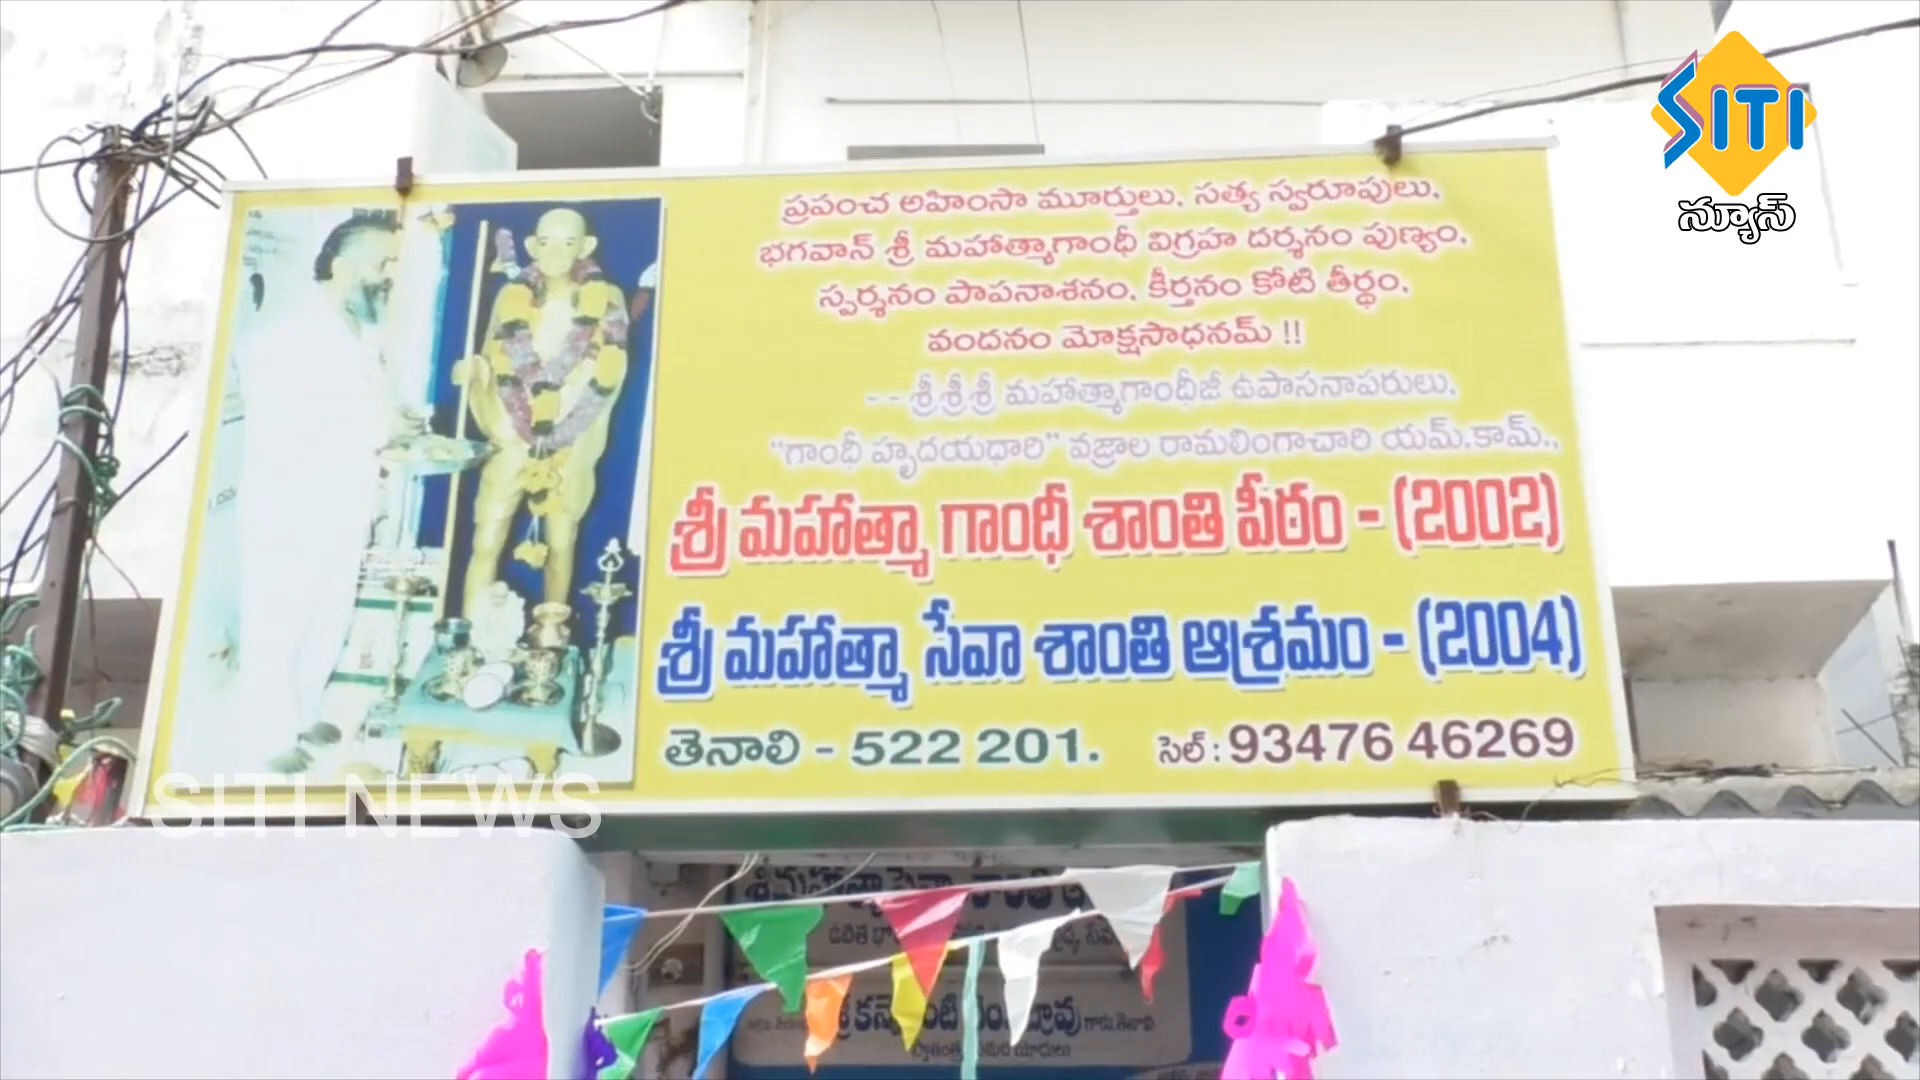 SITI
న్యూస్
ప్రపంచ అహింసా మూర్తులు. సత్య స్వరూపులు.
భగవాన్ శ్రీ మహాత్మాగాంధీ విగ్రహ దర్శనం పుణ్యం.
స్పర్శనం పాపనాశనం. కీర్తనం కోటి తీర్థం.
వందనం మోక్షసాధనమ్ !!
-- శ్రీ శ్రీ శ్రీ మహాత్మాగాంధీజీ ఉపాసనాపరులు.
"గాంధీ హృదయధారి" వజ్రాల రామలింగాచారి యమ్.కామ్.,
శ్రీ మహాత్మా గాంధీ శాంతి పీఠం - (2002)
శ్రీ మహాత్మా సేవా శాంతి ఆశ్రమం - (2004)
తెనాలి - 522 201. సెల్ : 93476 46269
SITI NEWS
శ్రీమహాత్మా సేవా శాంతి
ఉచిత
గారు, తెనాలి